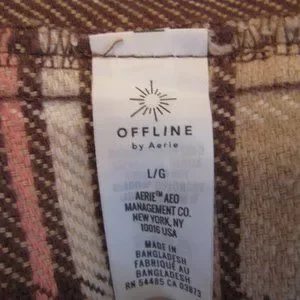 OFFLINE
by Aerie
L/G
AERIE™ AEO
MANAGEMENT CO.
NEW YORK, NY
10016 USA
MADE IN
BANGLADESH
FABRIQUÉ AU
BANGLADESH
RN 54485 CA 03973